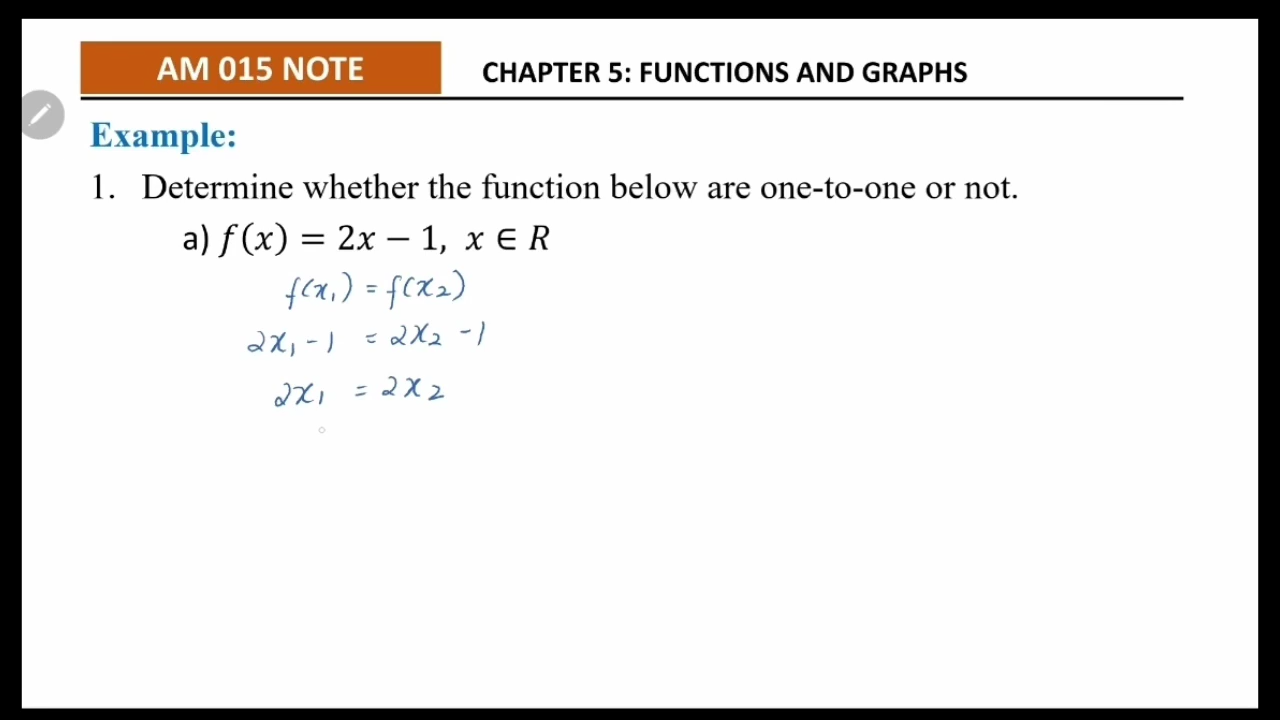 AM 015 NOTE
CHAPTER 5: FUNCTIONS AND GRAPHS
Example:
1. Determine whether the function below are one-to-one or not.
a) f(x) = 2x − 1, x ∈ R
f(x₁) = f(x₂)
2x₁ - 1 = 2x₂ - 1
2x₁ = 2x₂